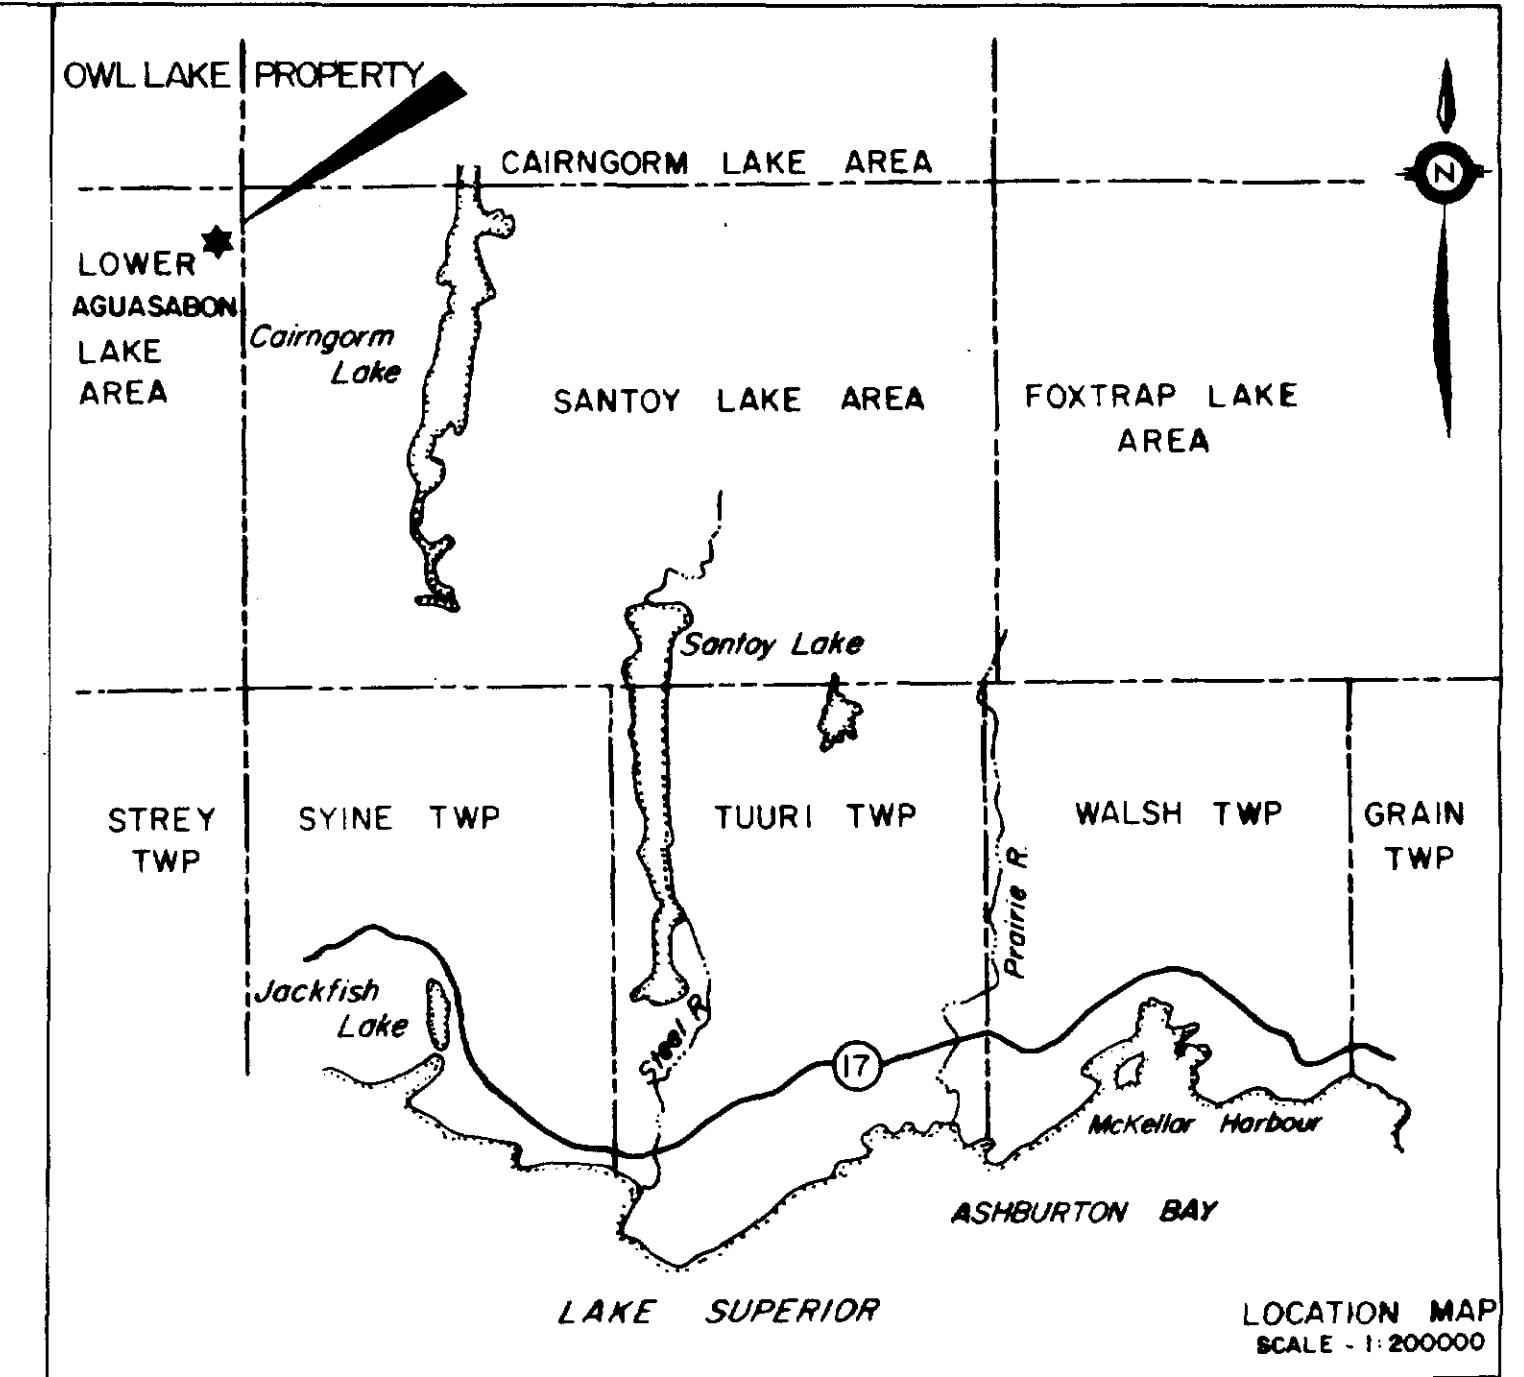 OWL LAKE PROPERTY
CAIRNGORM LAKE AREA
N
LOWER
AGUASABON
LAKE
AREA
Cairngorm
Lake
SANTOY LAKE AREA
FOXTRAP LAKE
AREA
Santoy Lake
STREY
TWP
SYINE TWP
TUURI TWP
WALSH TWP
GRAIN
TWP
Prairie R.
Jackfish
Lake
Steel R.
17
McKellar Harbour
ASHBURTON BAY
LAKE SUPERIOR
LOCATION MAP
SCALE - 1:200000